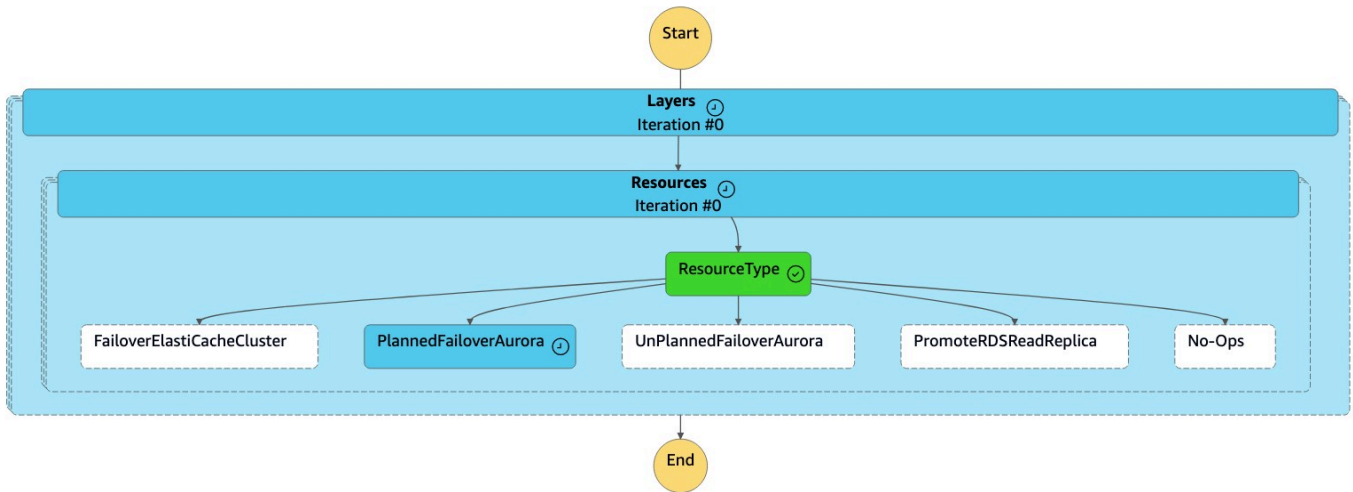 Start
Layers
Iteration #0
Resources
Iteration #0
ResourceType
FailoverElastiCacheCluster
PlannedFailoverAurora
UnPlannedFailoverAurora
PromoteRDSReadReplica
No-Ops
End